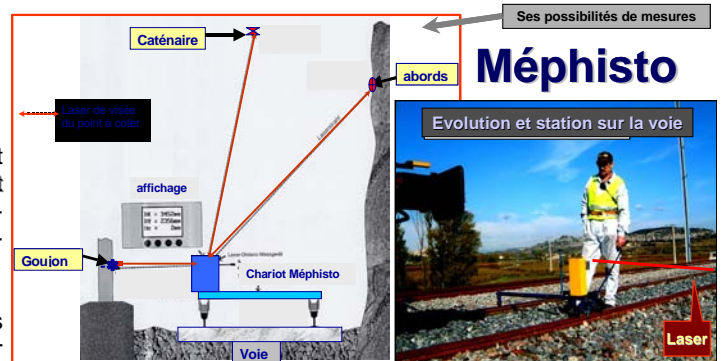 Ses possibilités de mesures
Méphisto
Caténaire
abords
Laser de visée
du point à coter
Evolution et station sur la voie
affichage
Goujon
Chariot Méphisto
Voie
Laser